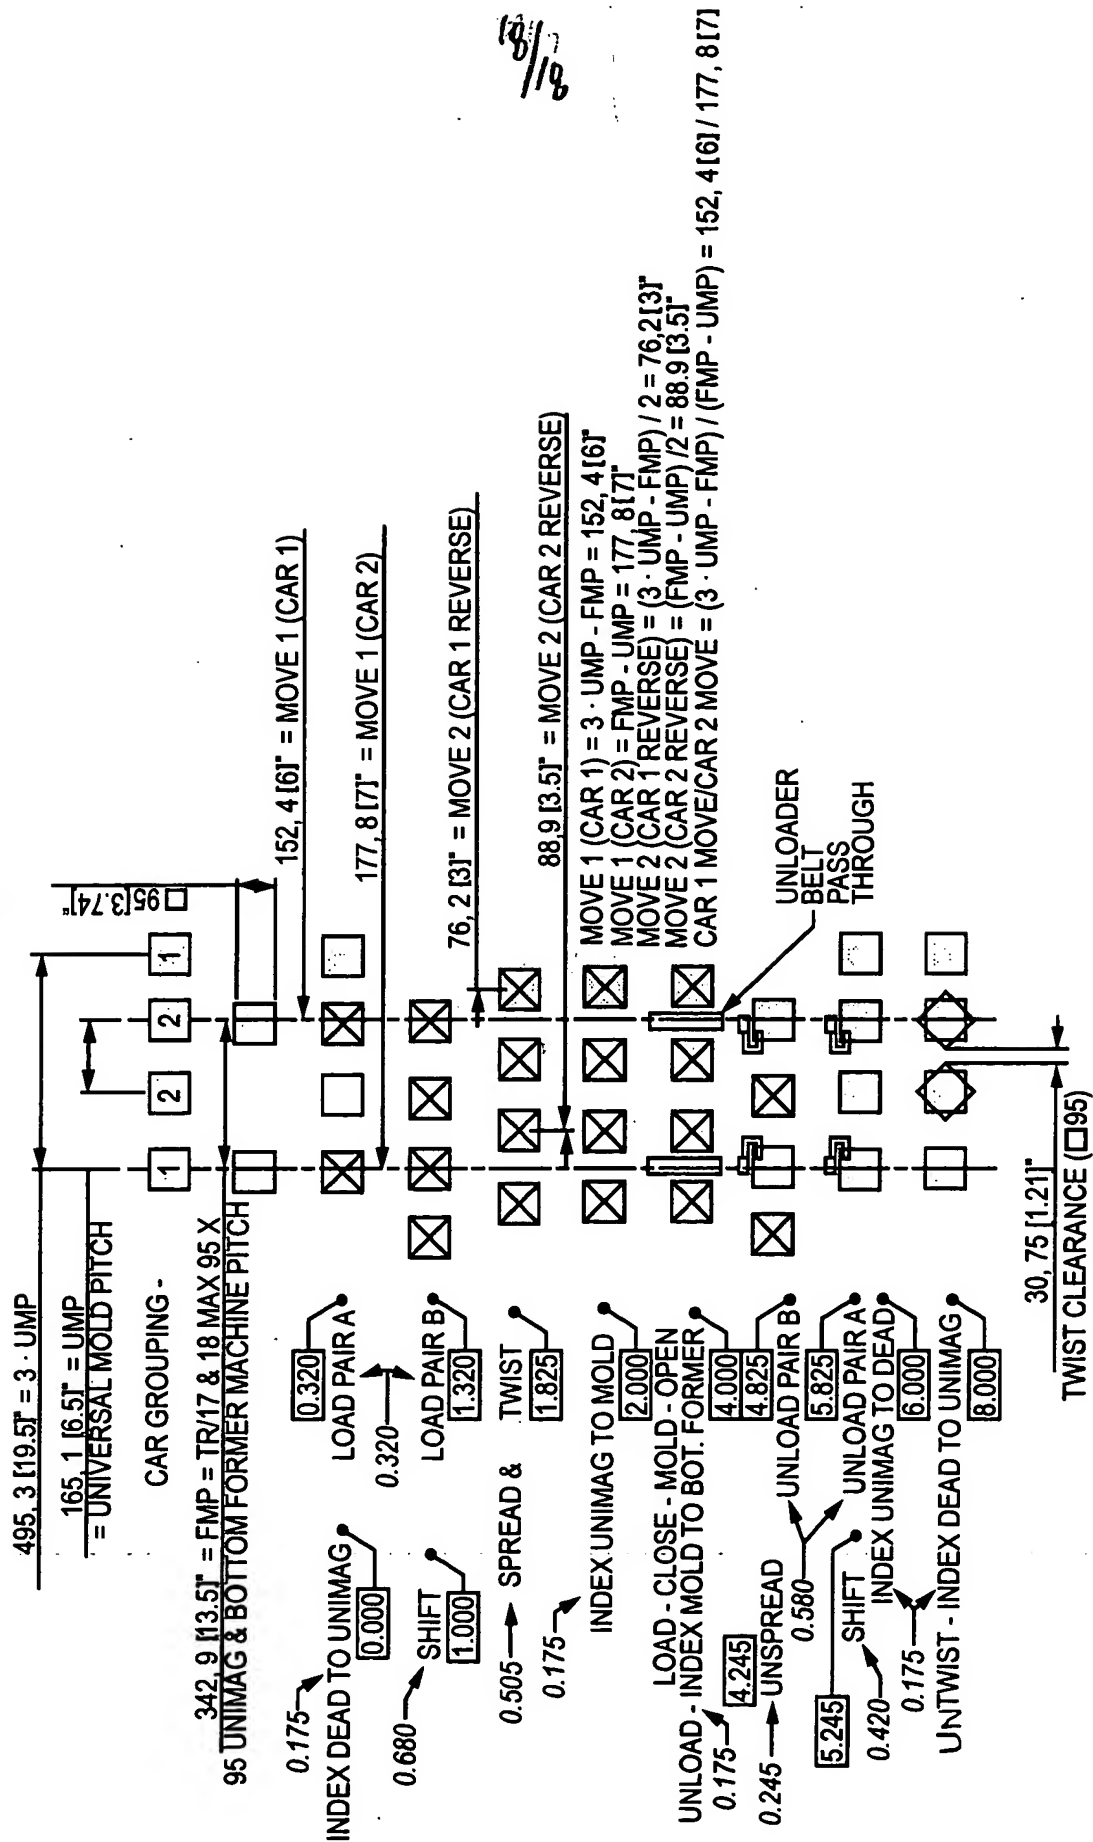 8/18
495, 3 [19.5]" = 3 · UMP
165, 1 [6.5]" = UMP
= UNIVERSAL MOLD PITCH
CAR GROUPING -
1 2 2 1
□95[3.74]"
342, 9 [13.5]" = FMP = TR/17 & 18 MAX 95 X
95 UNIMAG & BOTTOM FORMER MACHINE PITCH
152, 4 [6]" = MOVE 1 (CAR 1)
177, 8 [7]" = MOVE 1 (CAR 2)
76, 2 [3]" = MOVE 2 (CAR 1 REVERSE)
88,9 [3.5]" = MOVE 2 (CAR 2 REVERSE)
MOVE 1 (CAR 1) = 3 · UMP - FMP = 152, 4 [6]"
MOVE 1 (CAR 2) = FMP - UMP = 177, 8[7]"
MOVE 2 (CAR 1 REVERSE) = (3 · UMP - FMP) / 2 = 76,2 [3]"
MOVE 2 (CAR 2 REVERSE) = (FMP - UMP) /2 = 88.9 [3.5]"
CAR 1 MOVE/CAR 2 MOVE = (3 · UMP - FMP) / (FMP - UMP) = 152, 4 [6] / 177, 8 [7]
0.175
INDEX DEAD TO UNIMAG
0.000
0.320
LOAD PAIR A
0.320
0.680
SHIFT
1.000
LOAD PAIR B
1.320
0.505
SPREAD & TWIST
1.825
0.175
INDEX UNIMAG TO MOLD
2.000
LOAD - CLOSE - MOLD - OPEN
UNLOAD - INDEX MOLD TO BOT. FORMER
0.175
4.000
4.245
4.825
0.245
UNSPREAD
UNLOAD PAIR B
0.580
5.245
5.825
SHIFT
UNLOAD PAIR A
0.420
INDEX UNIMAG TO DEAD
0.175
6.000
UNTWIST - INDEX DEAD TO UNIMAG
8.000
UNLOADER
BELT
PASS
THROUGH
30, 75 [1.21]"
TWIST CLEARANCE (□95)